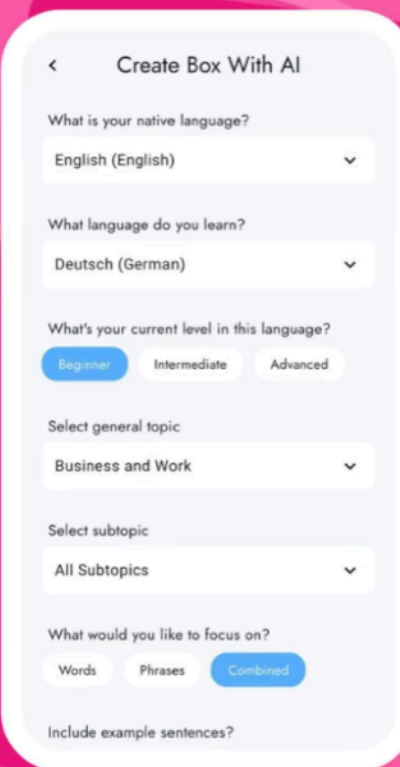 Create Box With AI
What is your native language?
English (English)
What language do you learn?
Deutsch (German)
What's your current level in this language?
Beginner Intermediate Advanced
Select general topic
Business and Work
Select subtopic
All Subtopics
What would you like to focus on?
Words Phrases Combined
Include example sentences?